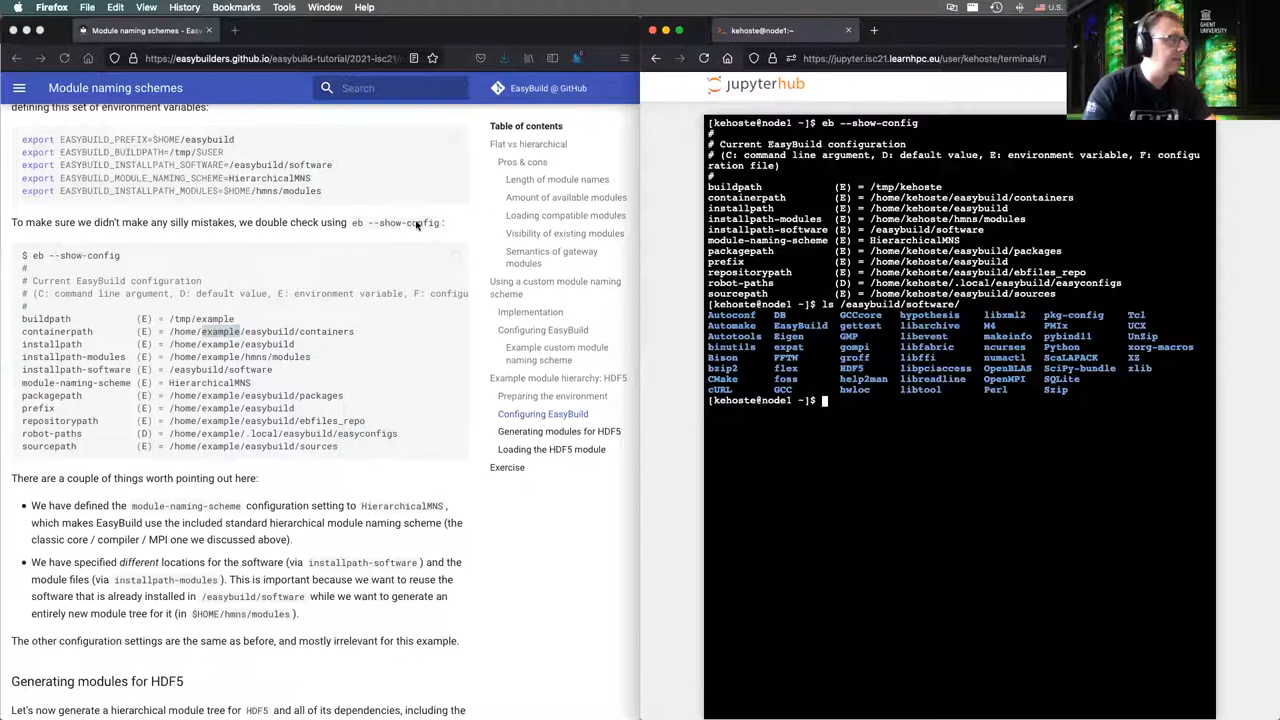 Firefox File Edit View History Bookmarks Tools Window Help U.S.
Module naming schemes - Easy
https://easybuilders.github.io/easybuild-tutorial/2021-isc21/
Module naming schemes
Search
EasyBuild @ GitHub
defining this set of environment variables:
export EASYBUILD_PREFIX=$HOME/easybuild
export EASYBUILD_BUILDPATH=/tmp/$USER
export EASYBUILD_INSTALLPATH_SOFTWARE=/easybuild/software
export EASYBUILD_MODULE_NAMING_SCHEME=HierarchicalMNS
export EASYBUILD_INSTALLPATH_MODULES=$HOME/hmns/modules
To make sure we didn't make any silly mistakes, we double check using eb --show-config:
$ eb --show-config
#
# Current EasyBuild configuration
# (C: command line argument, D: default value, E: environment variable, F: configu
#
buildpath (E) = /tmp/example
containerpath (E) = /home/example/easybuild/containers
installpath (E) = /home/example/easybuild
installpath-modules (E) = /home/example/hmns/modules
installpath-software (E) = /easybuild/software
module-naming-scheme (E) = HierarchicalMNS
packagepath (E) = /home/example/easybuild/packages
prefix (E) = /home/example/easybuild
repositorypath (E) = /home/example/easybuild/ebfiles_repo
robot-paths (D) = /home/example/.local/easybuild/easyconfigs
sourcepath (E) = /home/example/easybuild/sources
There are a couple of things worth pointing out here:
We have defined the module-naming-scheme configuration setting to HierarchicalMNS,
which makes EasyBuild use the included standard hierarchical module naming scheme (the
classic core / compiler / MPI one we discussed above).
We have specified different locations for the software (via installpath-software) and the
module files (via installpath-modules). This is important because we want to reuse the
software that is already installed in /easybuild/software while we want to generate an
entirely new module tree for it (in $HOME/hmns/modules).
The other configuration settings are the same as before, and mostly irrelevant for this example.
Generating modules for HDF5
Let's now generate a hierarchical module tree for HDF5 and all of its dependencies, including the
Table of contents
Flat vs hierarchical
Pros & cons
Length of module names
Amount of available modules
Loading compatible modules
Visibility of existing modules
Semantics of gateway
modules
Using a custom module naming
scheme
Implementation
Configuring EasyBuild
Example custom module
naming scheme
Example module hierarchy: HDF5
Preparing the environment
Configuring EasyBuild
Generating modules for HDF5
Loading the HDF5 module
Exercise
kehoste@node1:~
https://jupyter.isc21.learnhpc.eu/user/kehoste/terminals/1
jupyterhub
GHENT
UNIVERSITY
[kehoste@node1 ~]$ eb --show-config
#
# Current EasyBuild configuration
# (C: command line argument, D: default value, E: environment variable, F: configu
ration file)
#
buildpath (E) = /tmp/kehoste
containerpath (E) = /home/kehoste/easybuild/containers
installpath (E) = /home/kehoste/easybuild
installpath-modules (E) = /home/kehoste/hmns/modules
installpath-software (E) = /easybuild/software
module-naming-scheme (E) = HierarchicalMNS
packagepath (E) = /home/kehoste/easybuild/packages
prefix (E) = /home/kehoste/easybuild
repositorypath (E) = /home/kehoste/easybuild/ebfiles_repo
robot-paths (D) = /home/kehoste/.local/easybuild/easyconfigs
sourcepath (E) = /home/kehoste/easybuild/sources
[kehoste@node1 ~]$ ls /easybuild/software/
Autoconf DB GCCcore hypothesis libxml2 pkg-config Tcl
Automake EasyBuild gettext libarchive M4 PMIx UCX
Autotools Eigen GMP libevent makeinfo pybind11 UnZip
binutils expat gompi libfabric ncurses Python xorg-macros
Bison FFTW groff libffi numactl ScaLAPACK XZ
bzip2 flex HDF5 libpciaccess OpenBLAS SciPy-bundle zlib
CMake foss help2man libreadline OpenMPI SQLite
cURL GCC hwloc libtool Perl Szip
[kehoste@node1 ~]$